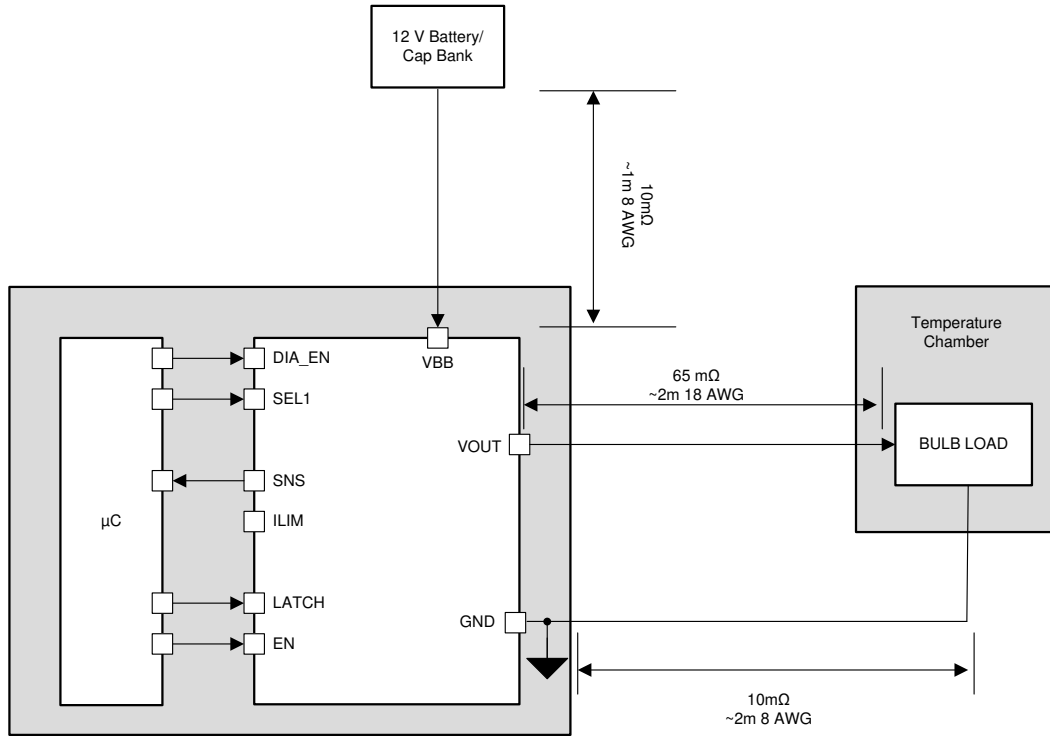 12 V Battery/
Cap Bank
10mΩ
~1m 8 AWG
Temperature
Chamber
DIA_EN
VBB
SEL1
65 mΩ
~2m 18 AWG
VOUT
BULB LOAD
SNS
µC
ILIM
LATCH
GND
EN
10mΩ
~2m 8 AWG